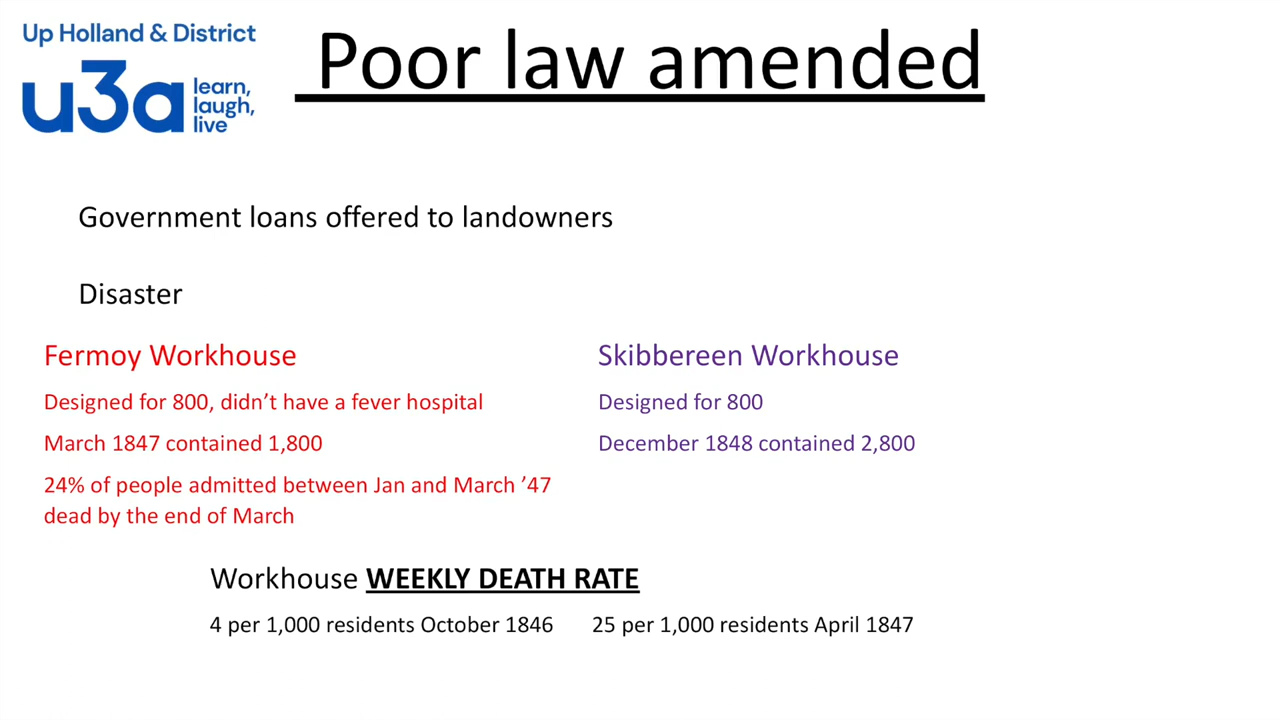 Up Holland & District
u3a
learn,
laugh,
live
Poor law amended
Government loans offered to landowners
Disaster
Fermoy Workhouse
Designed for 800, didn’t have a fever hospital
March 1847 contained 1,800
24% of people admitted between Jan and March ’47
dead by the end of March
Skibbereen Workhouse
Designed for 800
December 1848 contained 2,800
Workhouse WEEKLY DEATH RATE
4 per 1,000 residents October 1846
25 per 1,000 residents April 1847